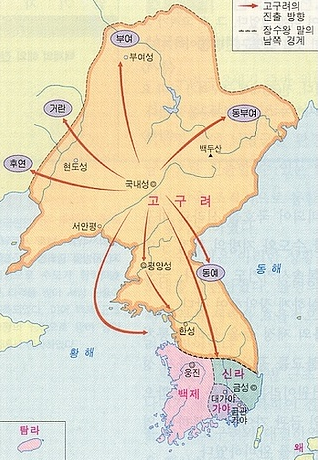 고구려의
진출 방향
장수왕 말의
남쪽 경계
부여
부여성
거란
동부여
후연
현도성
백두산
국내성
고구려
서안평
평양성
동예
동해
황해
한성
신라
웅진
금성
백제
대가야
가야
금관
가야
탐라
왜